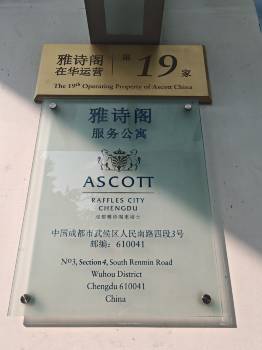 雅诗阁
在华运营
第
19
家
The 19th Operating Property of Ascott China
雅诗阁
服务公寓
ASCOTT
RAFFLES CITY
CHENGDU
中国成都市武侯区人民南路四段3号
邮编：610041
No3, Section 4, South Renmin Road
Wuhou District
Chengdu 610041
China